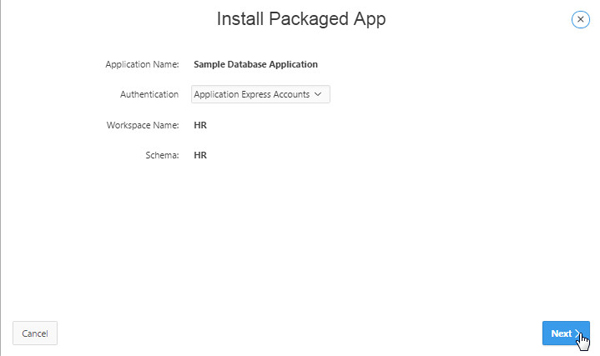 Install Packaged App
Application Name: Sample Database Application
Authentication Application Express Accounts
Workspace Name: HR
Schema: HR
Cancel Next